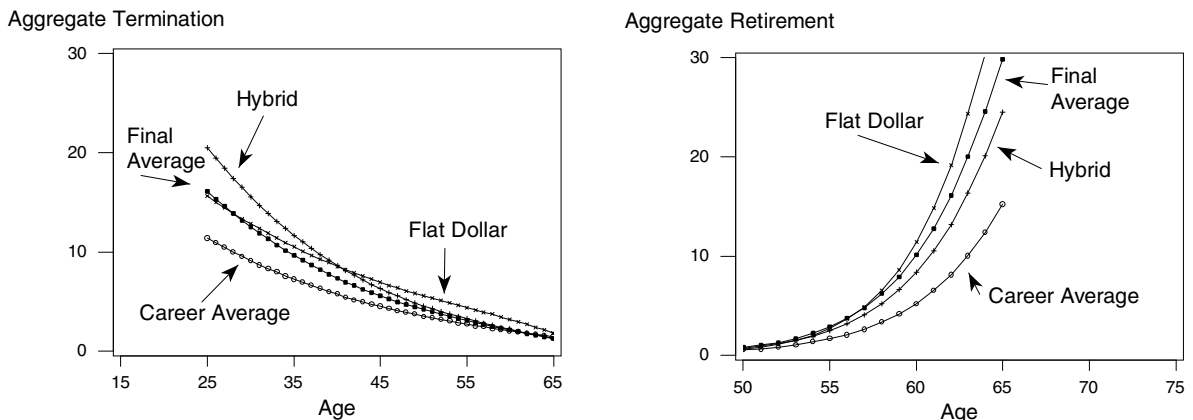 Aggregate Termination
30
20
10
0
15
25
35
45
55
65
Age
Hybrid
Final
Average
Flat Dollar
Career Average
Aggregate Retirement
30
20
10
0
50
55
60
65
70
75
Age
Flat Dollar
Final
Average
Hybrid
Career Average